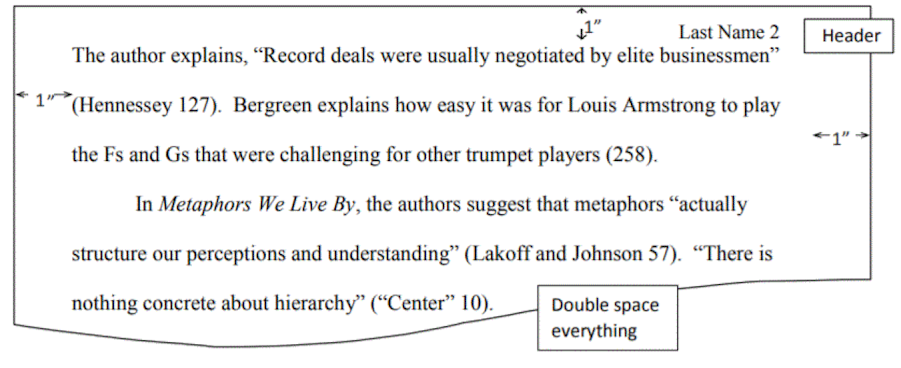 1” Last Name 2 Header
The author explains, “Record deals were usually negotiated by elite businessmen”
1” (Hennessey 127).  Bergreen explains how easy it was for Louis Armstrong to play
1”
the Fs and Gs that were challenging for other trumpet players (258).
In Metaphors We Live By, the authors suggest that metaphors “actually
structure our perceptions and understanding” (Lakoff and Johnson 57).  “There is
nothing concrete about hierarchy” (“Center” 10).
Double space
everything